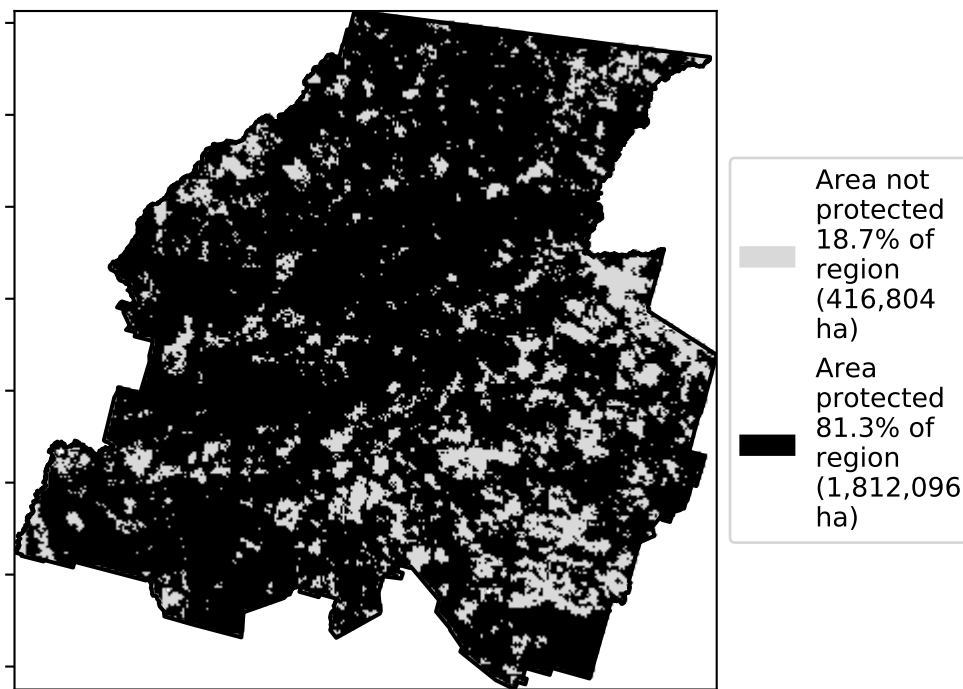 Area not
protected
18.7% of
region
(416,804
ha)
Area
protected
81.3% of
region
(1,812,096
ha)